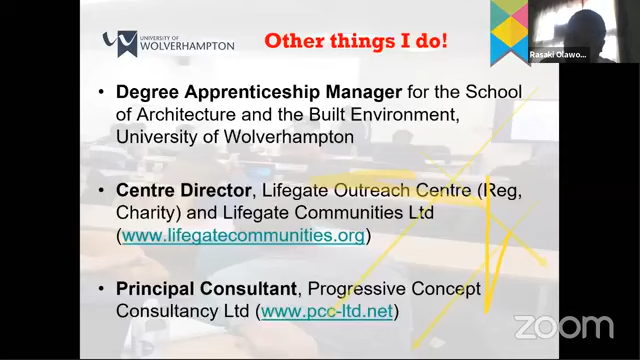 UNIVERSITY OF
WOLVERHAMPTON
Other things I do!
Rasaki Olawo...
• Degree Apprenticeship Manager for the School
of Architecture and the Built Environment,
University of Wolverhampton
• Centre Director, Lifegate Outreach Centre (Reg,
Charity) and Lifegate Communities Ltd
(www.lifegatecommunities.org)
• Principal Consultant, Progressive Concept
Consultancy Ltd (www.pcc-ltd.net)
zoom